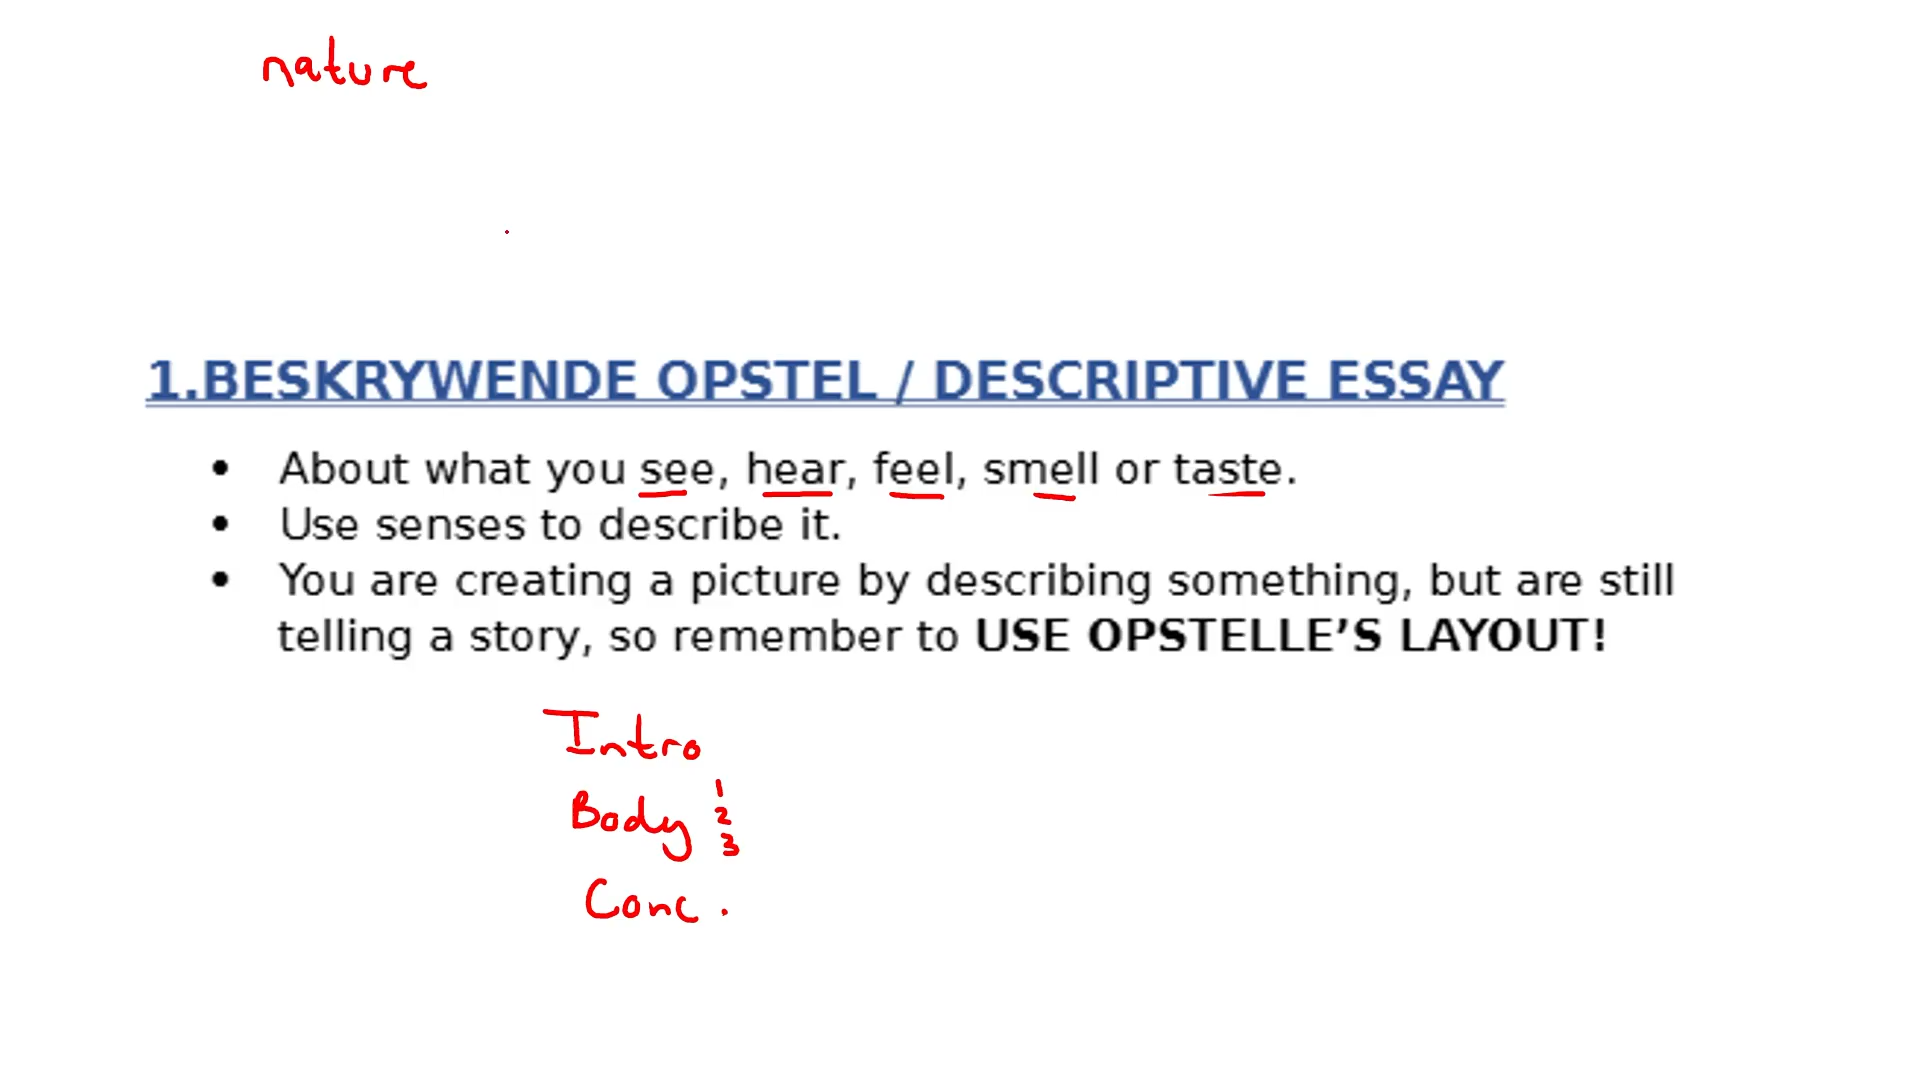 nature
1.BESKRYWENDE OPSTEL / DESCRIPTIVE ESSAY
• About what you see, hear, feel, smell or taste.
• Use senses to describe it.
• You are creating a picture by describing something, but are still
telling a story, so remember to USE OPSTELLE’S LAYOUT!
Intro
Body 1
2
3
Conc.